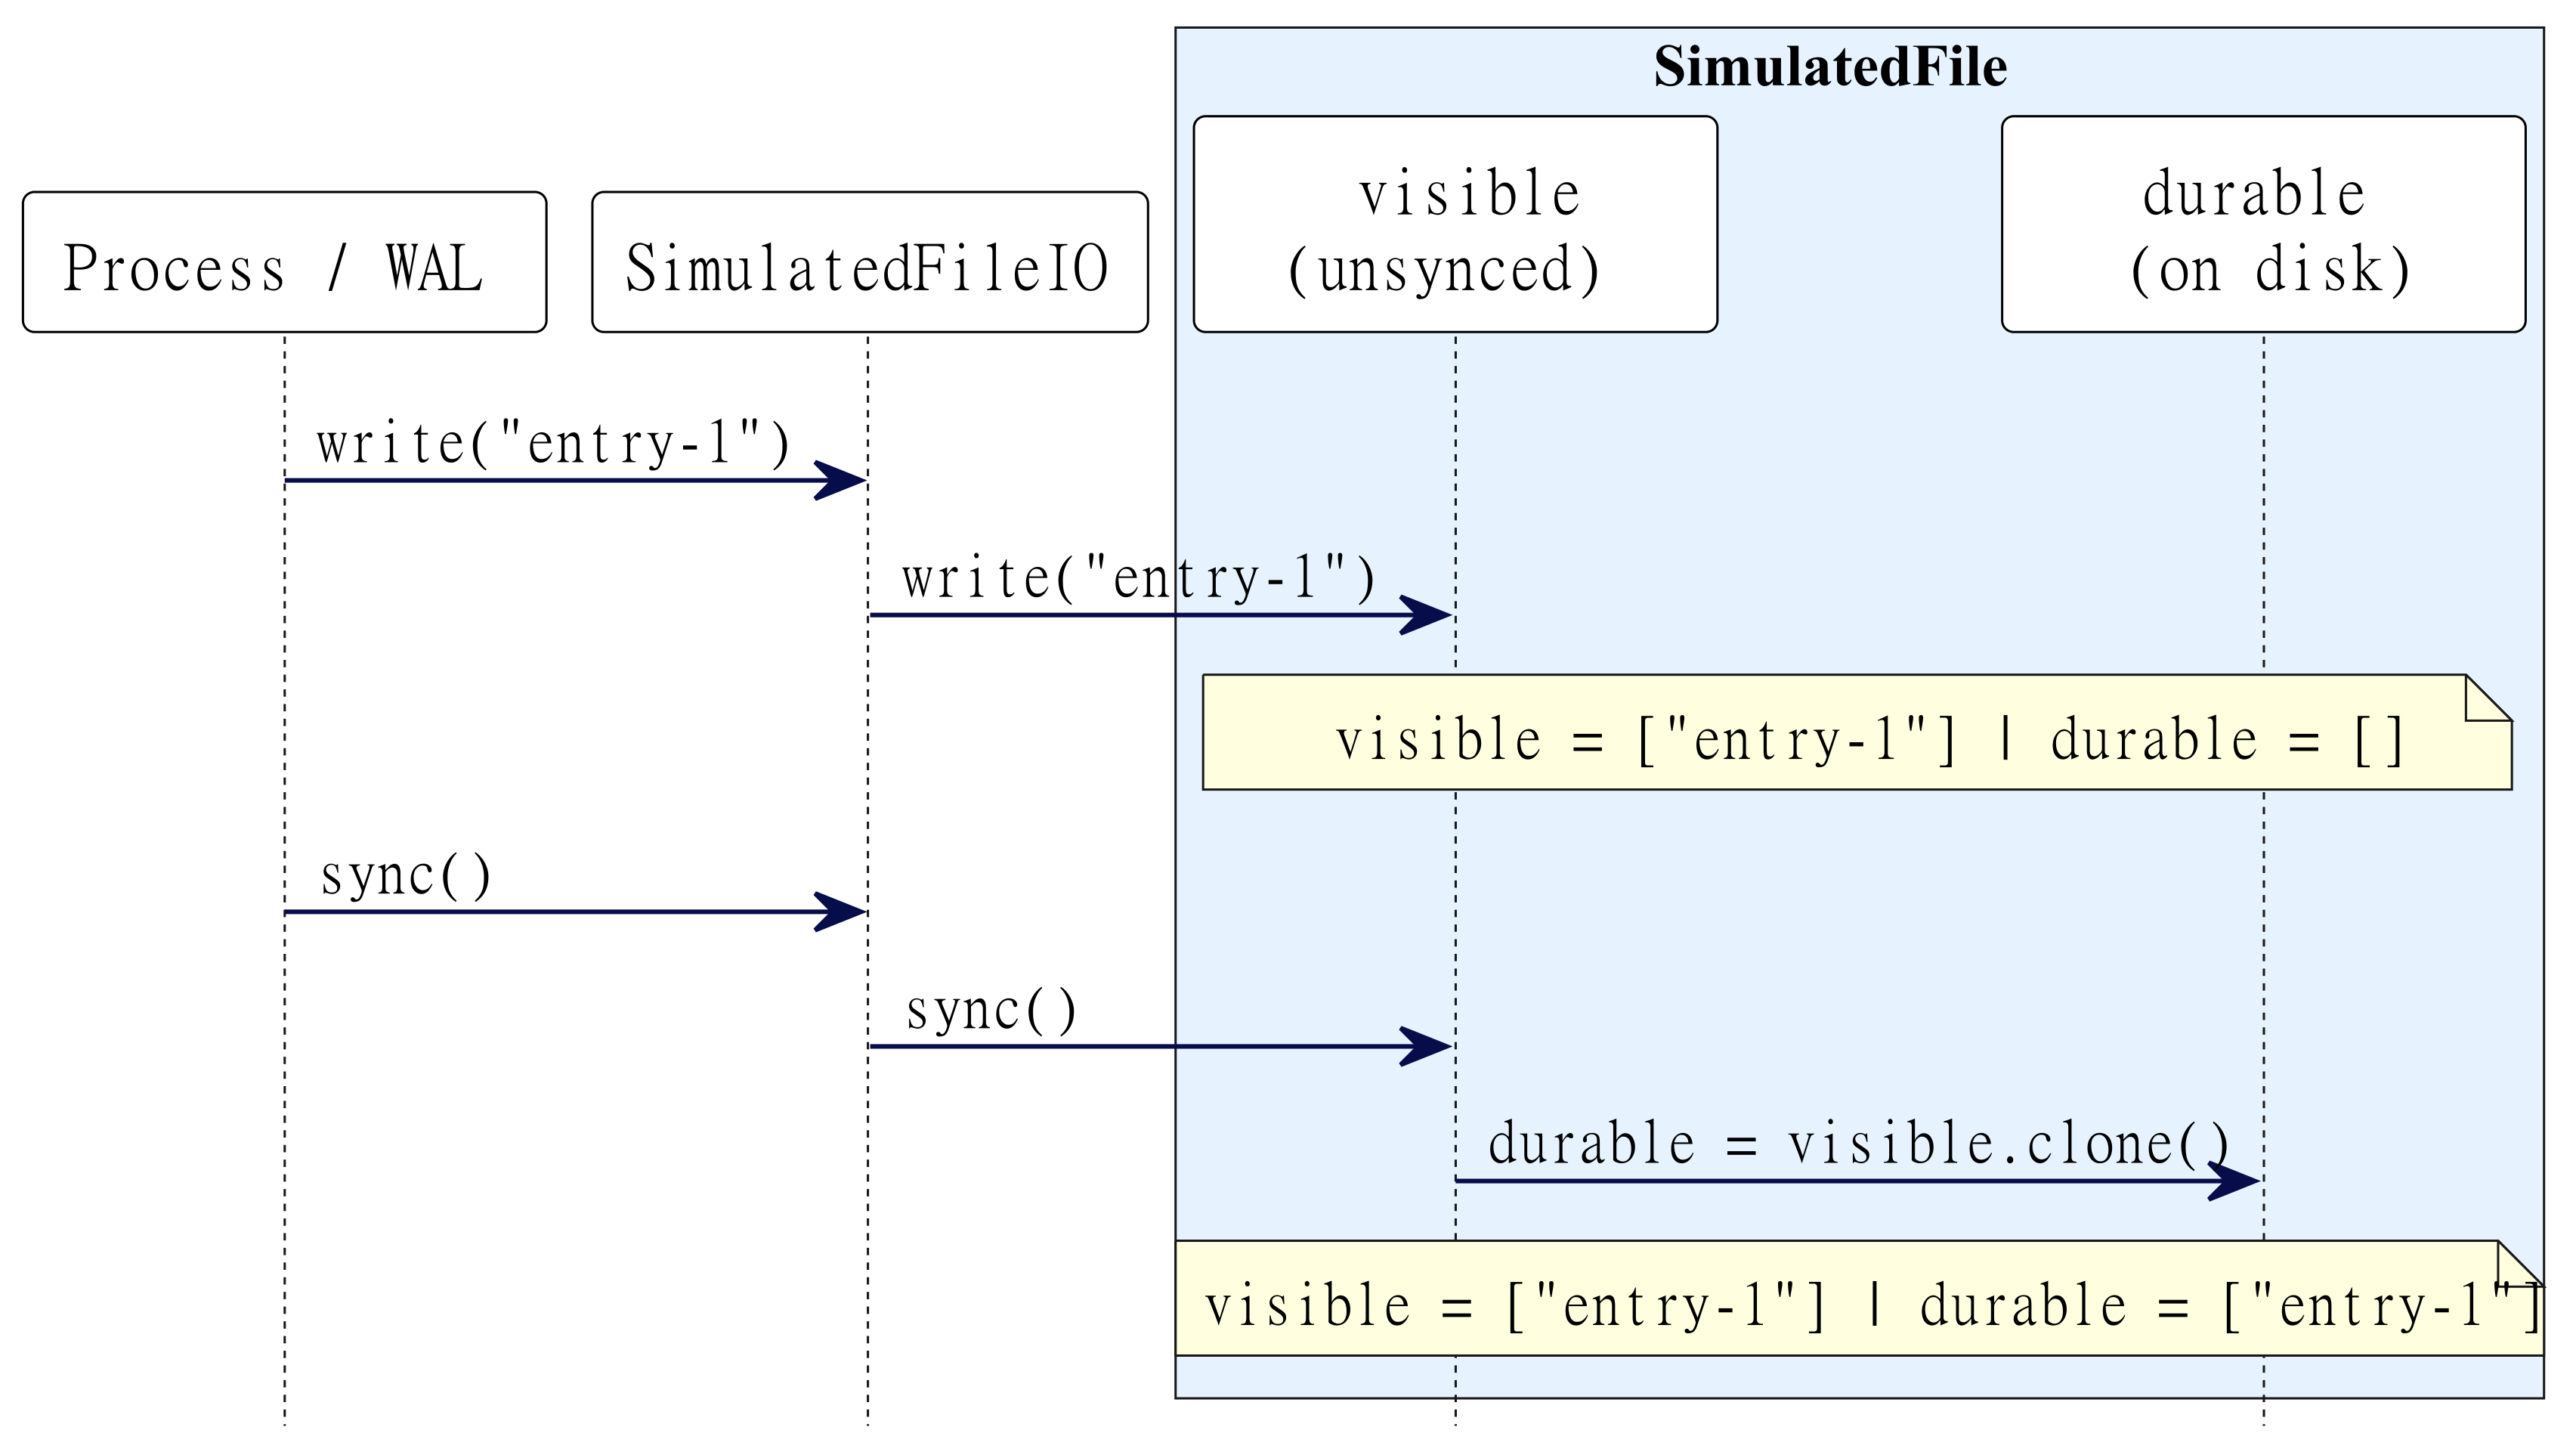 SimulatedFile
Process / WAL
SimulatedFileIO
visible
(unsynced)
durable
(on disk)
write("entry-1")
write("entry-1")
visible = ["entry-1"] | durable = []
sync()
sync()
durable = visible.clone()
visible = ["entry-1"] | durable = ["entry-1"]